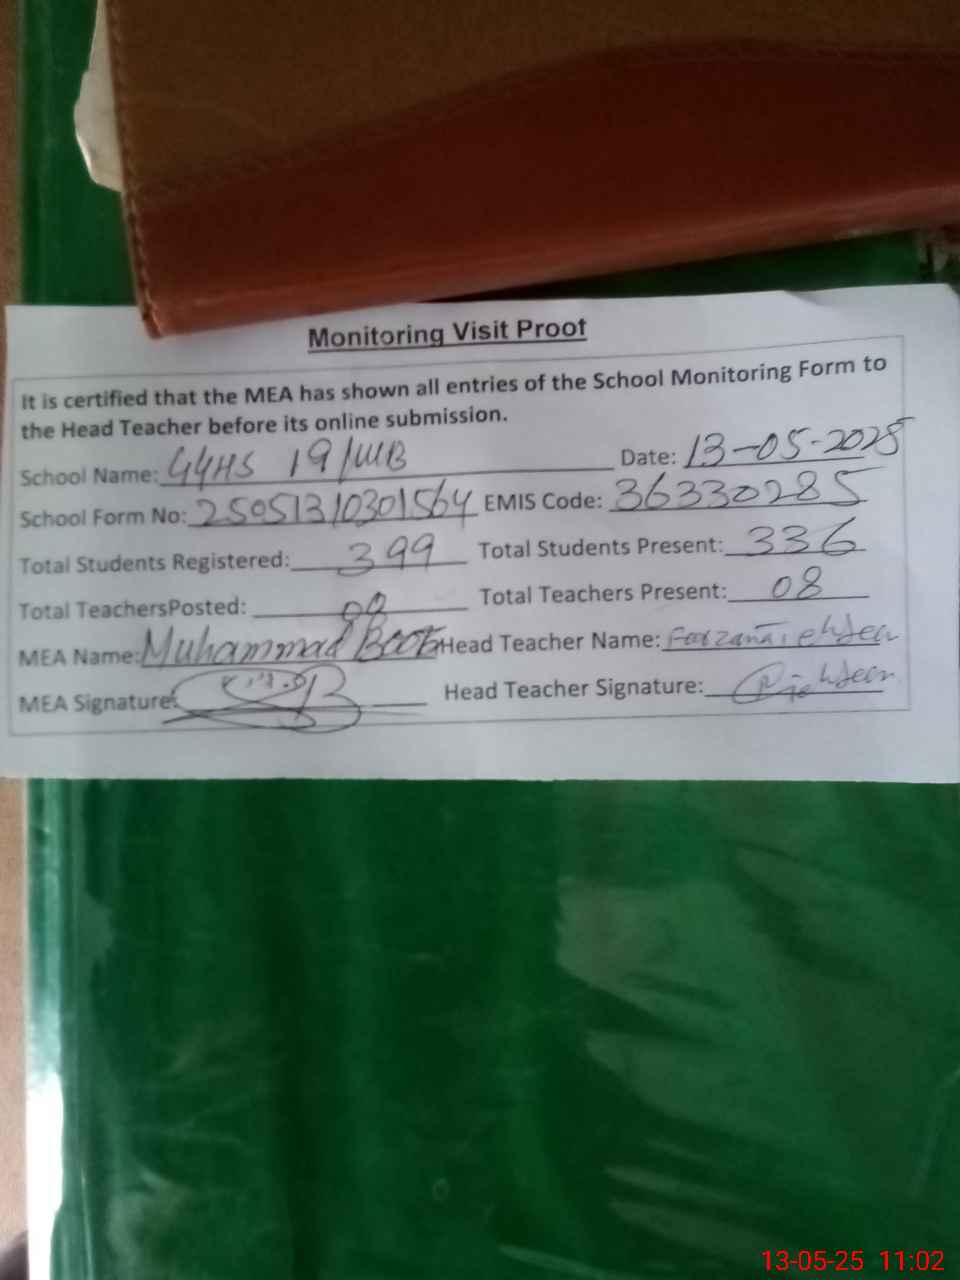 Monitoring Visit Proof
It is certified that the MEA has shown all entries of the School Monitoring Form to
the Head Teacher before its online submission.
School Name: GGHS 19/WB Date: 13-05-2025
School Form No: 25051310301564 EMIS Code: 36330285
Total Students Registered: 399 Total Students Present: 336
Total TeachersPosted: Total Teachers Present: 08
MEA Name: Muhammad Boota Head Teacher Name: Farzana
MEA Signature: Head Teacher Signature:
13-05-25 11:02